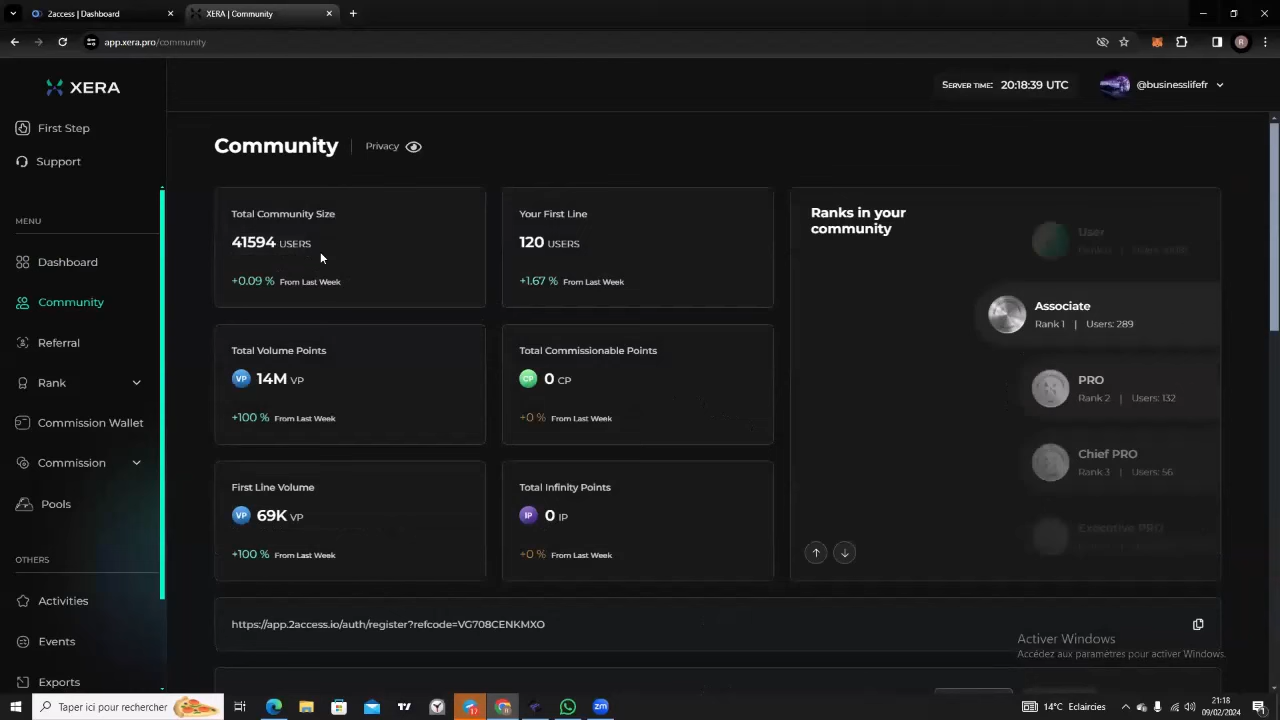 2access | Dashboard
XERA | Community
app.xera.pro/community
R
XERA
SERVER TIME: 20:18:39 UTC
@businesslifefr
First Step
Support
MENU
Dashboard
Community
Referral
Rank
Commission Wallet
Commission
Pools
OTHERS
Activities
Events
Exports
Community
Privacy
Total Community Size
41594 USERS
+0.09 % From Last Week
Your First Line
120 USERS
+1.67 % From Last Week
Total Volume Points
VP 14M VP
+100 % From Last Week
Total Commissionable Points
CP 0 CP
+0 % From Last Week
First Line Volume
VP 69K VP
+100 % From Last Week
Total Infinity Points
IP 0 IP
+0 % From Last Week
Ranks in your
community
User
Associate
Rank 1 | Users: 289
PRO
Rank 2 | Users: 132
Chief PRO
Rank 3 | Users: 56
Executive PRO
https://app.2access.io/auth/register?refcode=VG708CENKMXO
Activer Windows
Accédez aux paramètres pour activer Windows.
Taper ici pour rechercher
14°C Eclaircies
21:18
09/02/2024